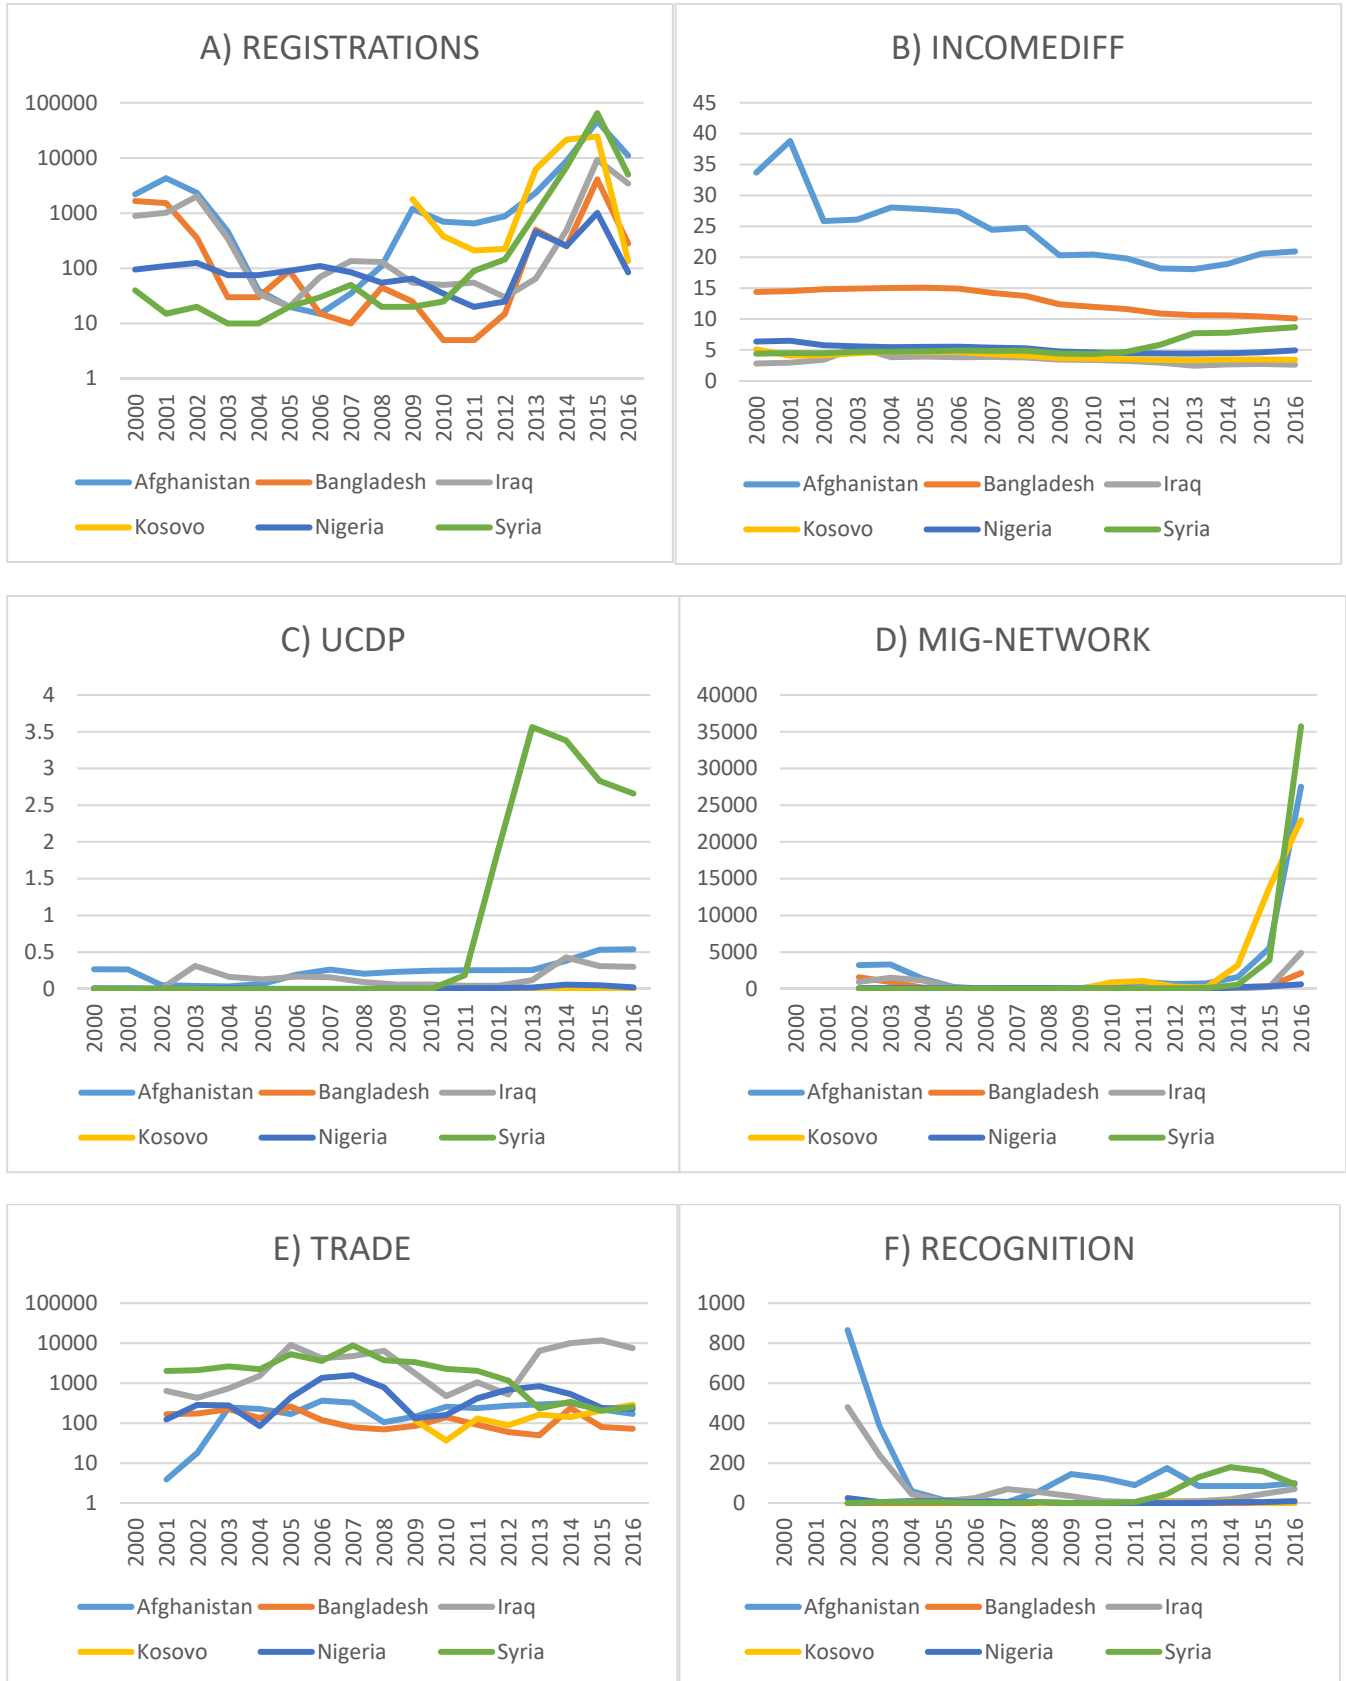 A) REGISTRATIONS
100000
10000
1000
100
10
1
2000 2001 2002 2003 2004 2005 2006 2007 2008 2009 2010 2011 2012 2013 2014 2015 2016
Afghanistan Bangladesh Iraq
Kosovo Nigeria Syria
B) INCOMEDIFF
45
40
35
30
25
20
15
10
5
0
2000 2001 2002 2003 2004 2005 2006 2007 2008 2009 2010 2011 2012 2013 2014 2015 2016
Afghanistan Bangladesh Iraq
Kosovo Nigeria Syria
C) UCDP
4
3.5
3
2.5
2
1.5
1
0.5
0
2000 2001 2002 2003 2004 2005 2006 2007 2008 2009 2010 2011 2012 2013 2014 2015 2016
Afghanistan Bangladesh Iraq
Kosovo Nigeria Syria
D) MIG-NETWORK
40000
35000
30000
25000
20000
15000
10000
5000
0
2000 2001 2002 2003 2004 2005 2006 2007 2008 2009 2010 2011 2012 2013 2014 2015 2016
Afghanistan Bangladesh Iraq
Kosovo Nigeria Syria
E) TRADE
100000
10000
1000
100
10
1
2000 2001 2002 2003 2004 2005 2006 2007 2008 2009 2010 2011 2012 2013 2014 2015 2016
Afghanistan Bangladesh Iraq
Kosovo Nigeria Syria
F) RECOGNITION
1000
800
600
400
200
0
2000 2001 2002 2003 2004 2005 2006 2007 2008 2009 2010 2011 2012 2013 2014 2015 2016
Afghanistan Bangladesh Iraq
Kosovo Nigeria Syria